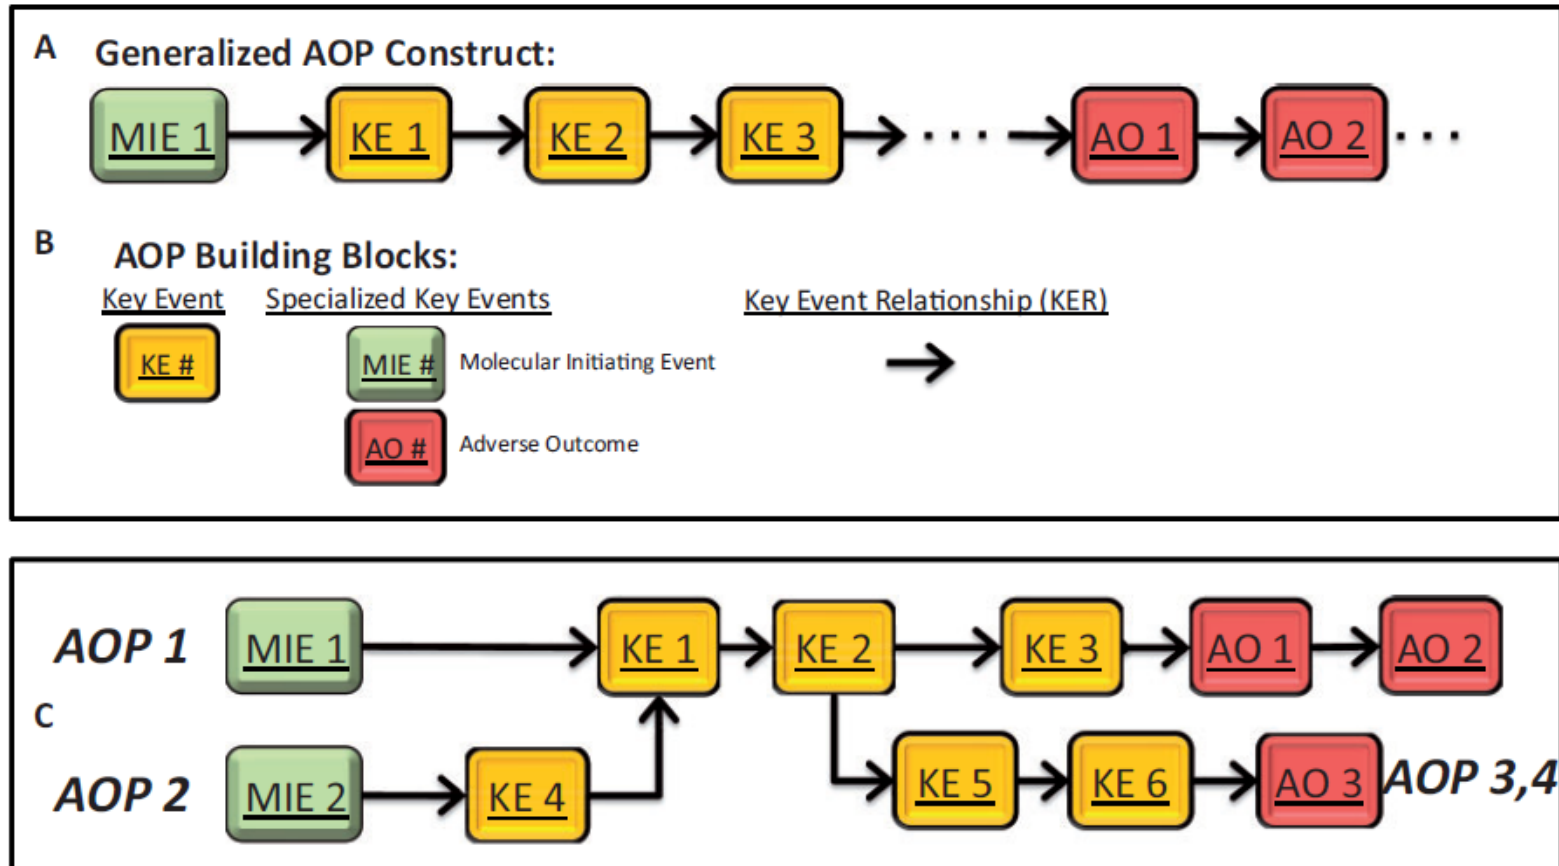 A Generalized AOP Construct:
MIE 1 KE 1 KE 2 KE 3 .... AO 1 AO 2 ...
B AOP Building Blocks:
Key Event Specialized Key Events Key Event Relationship (KER)
KE # MIE # Molecular Initiating Event
AO # Adverse Outcome
AOP 1 MIE 1 KE 1 KE 2 KE 3 AO 1 AO 2
C
AOP 2 MIE 2 KE 4 KE 5 KE 6 AO 3 AOP 3,4